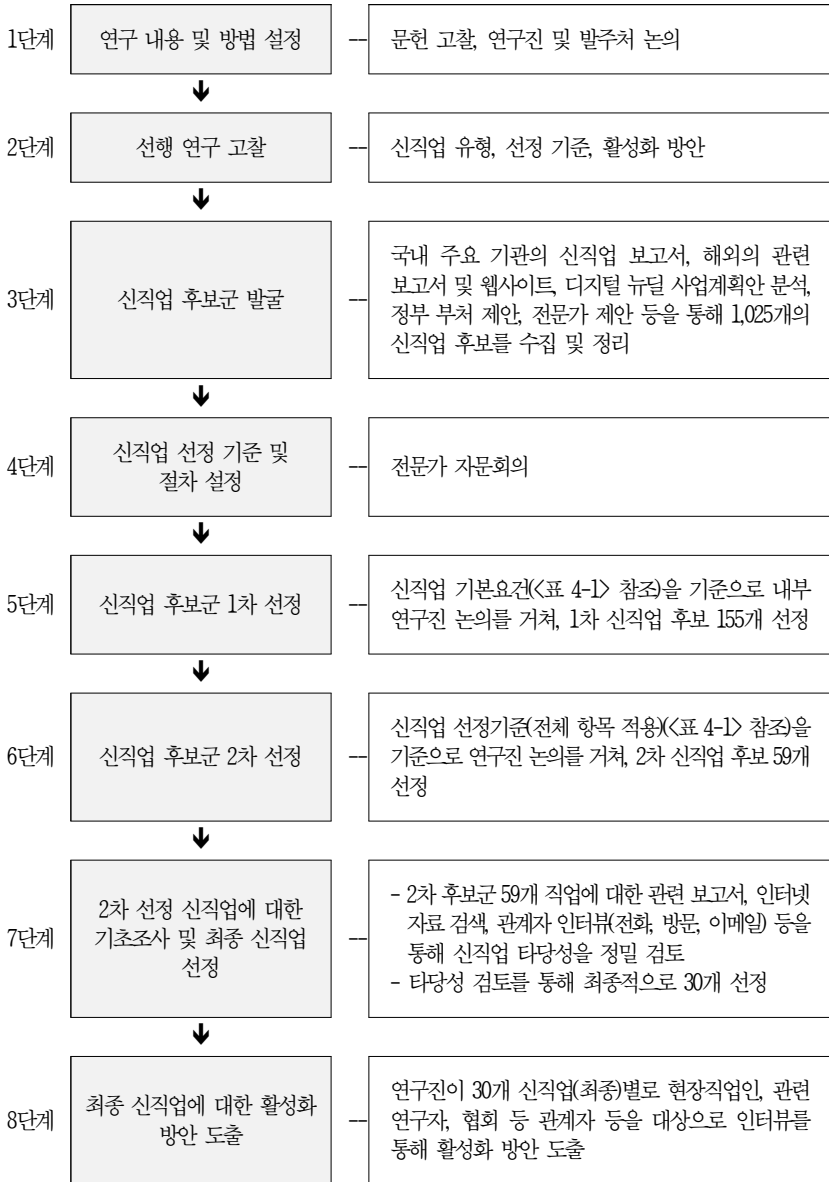 1단계
연구 내용 및 방법 설정
--
문헌 고찰, 연구진 및 발주처 논의
2단계
선행 연구 고찰
--
신직업 유형, 선정 기준, 활성화 방안
3단계
신직업 후보군 발굴
--
국내 주요 기관의 신직업 보고서, 해외의 관련
보고서 및 웹사이트, 디지털 뉴딜 사업계획안 분석,
정부 부처 제안, 전문가 제안 등을 통해 1,025개의
신직업 후보를 수집 및 정리
4단계
신직업 선정 기준 및
절차 설정
--
전문가 자문회의
5단계
신직업 후보군 1차 선정
--
신직업 기본요건(<표 4-1> 참조)을 기준으로 내부
연구진 논의를 거쳐, 1차 신직업 후보 155개 선정
6단계
신직업 후보군 2차 선정
--
신직업 선정기준(전체 항목 적용)(<표 4-1> 참조)을
기준으로 연구진 논의를 거쳐, 2차 신직업 후보 59개
선정
7단계
2차 선정 신직업에 대한
기초조사 및 최종 신직업
선정
--
- 2차 후보군 59개 직업에 대한 관련 보고서, 인터넷
자료 검색, 관계자 인터뷰(전화, 방문, 이메일) 등을
통해 신직업 타당성을 정밀 검토
- 타당성 검토를 통해 최종적으로 30개 선정
8단계
최종 신직업에 대한 활성화
방안 도출
--
연구진이 30개 신직업(최종)별로 현장직업인, 관련
연구자, 협회 등 관계자 등을 대상으로 인터뷰를
통해 활성화 방안 도출